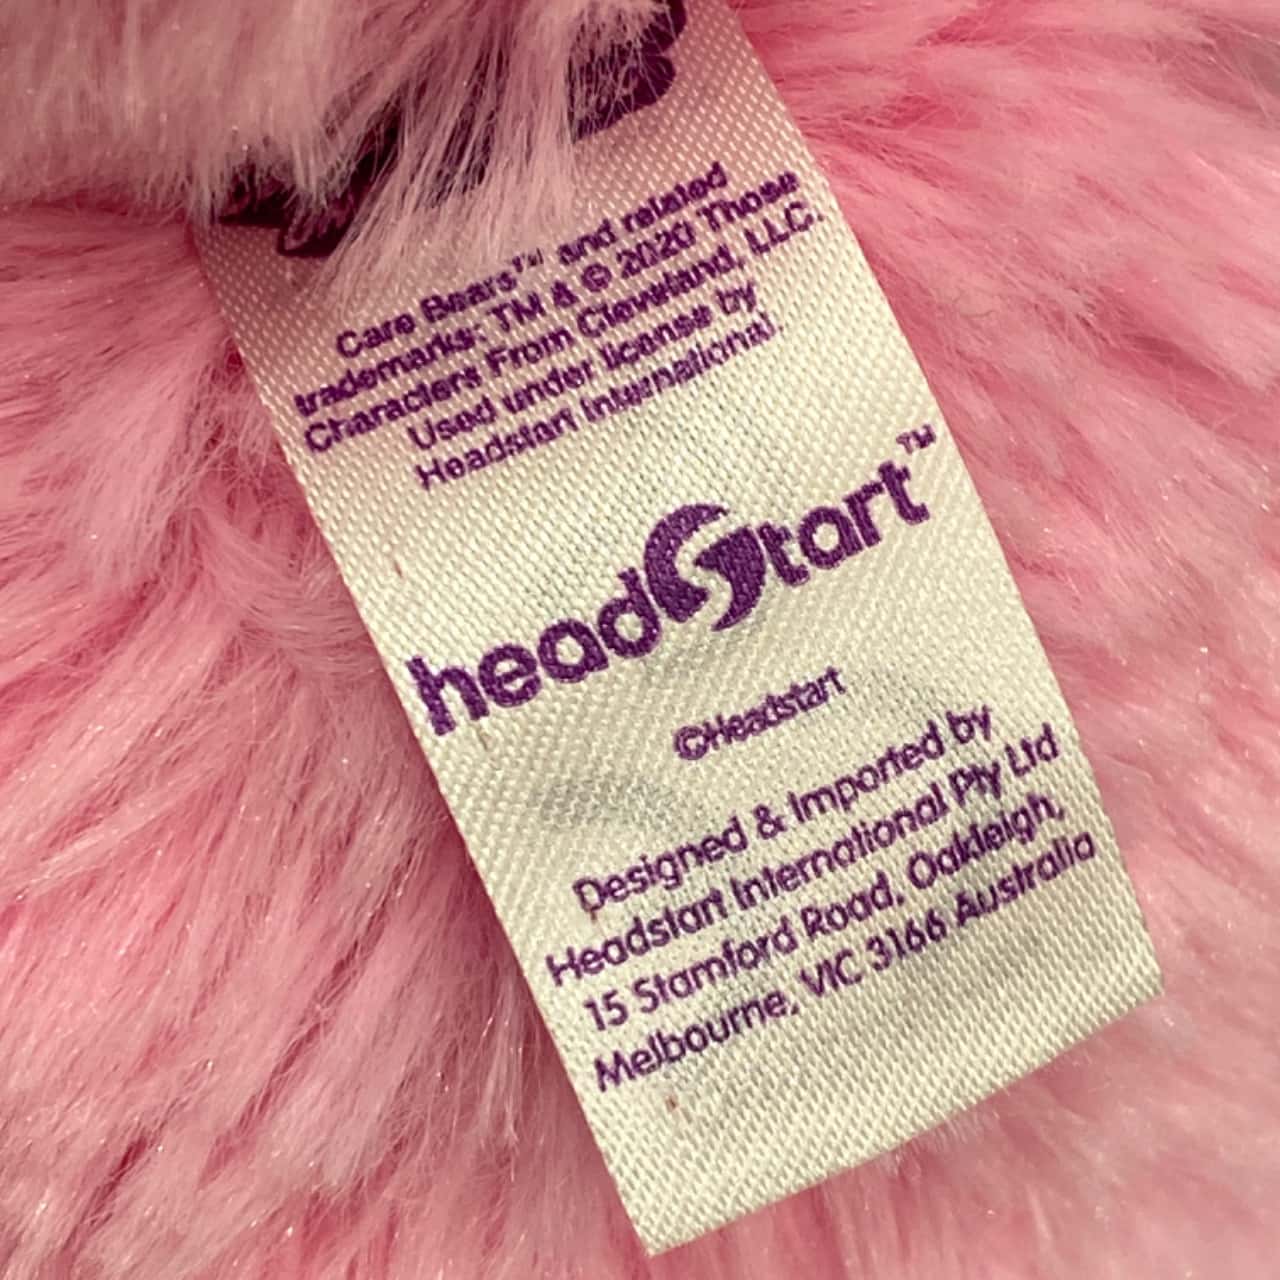 Care Bears™ and related
trademarks: TM & © 2020 Those
Characters From Cleveland, LLC.
Used under license by
Headstart International.
headStart™
©Headstart
Designed & Imported by
Headstart International Pty Ltd
15 Stamford Road, Oakleigh,
Melbourne, VIC 3166 Australia